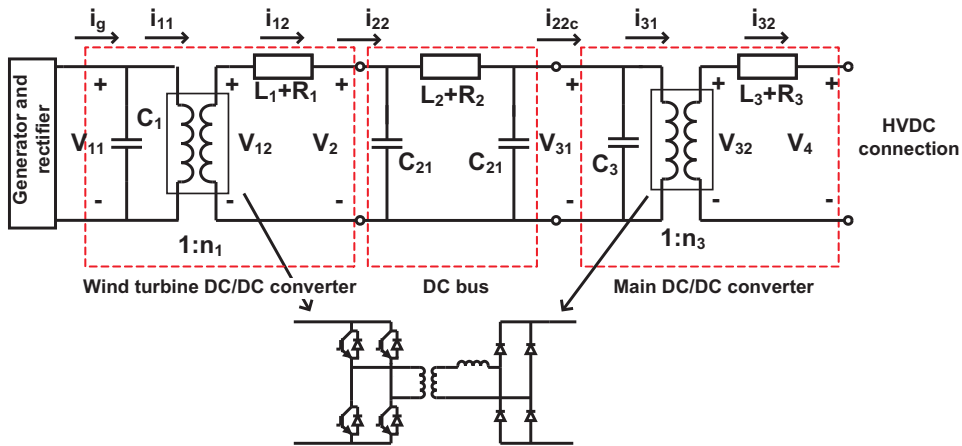 i_g i_11 i_12 i_22 i_22c i_31 i_32
Generator and
rectifier
+ + + + + +
L_1+R_1 L_2+R_2 L_3+R_3
C_1
V_11 V_12 V_2 C_21 C_21 V_31 C_3 V_32 V_4
HVDC
connection
- - - - - -
1:n_1 1:n_3
Wind turbine DC/DC converter DC bus Main DC/DC converter